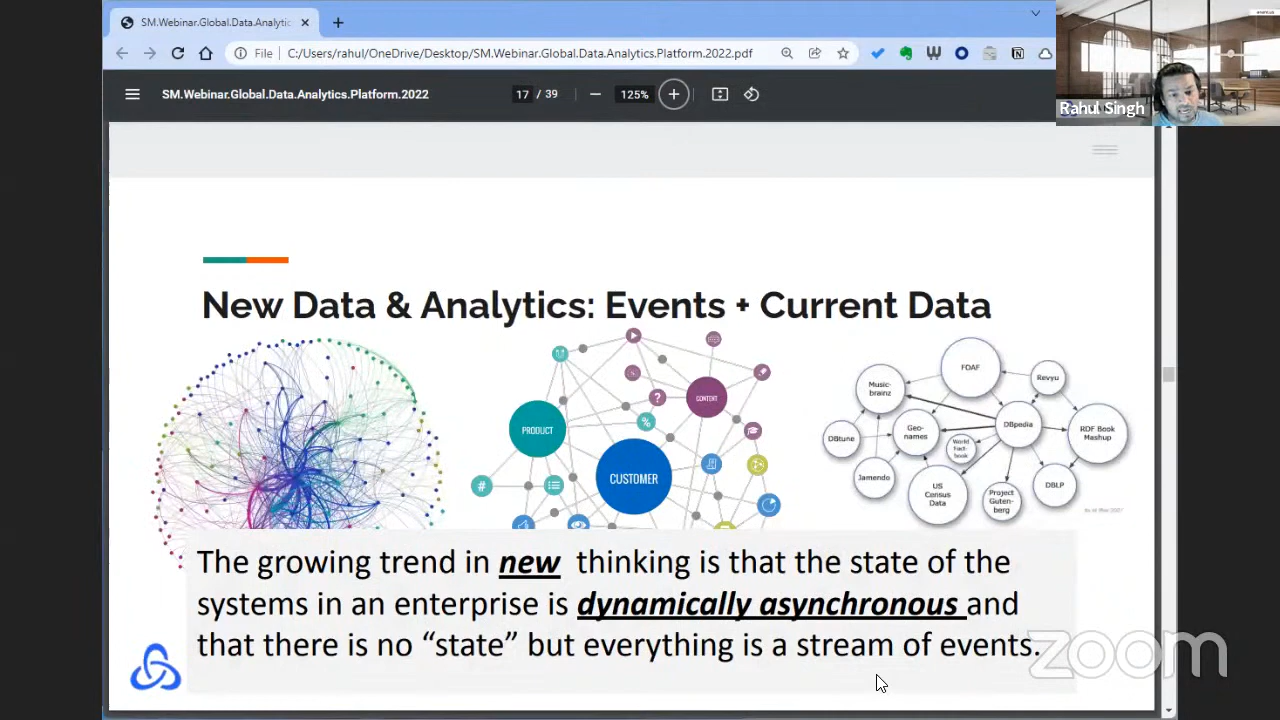 SM.Webinar.Global.Data.Analytic
File
C:/Users/rahul/OneDrive/Desktop/SM.Webinar.Global.Data.Analytics.Platform.2022.pdf
Rahul Singh
SM.Webinar.Global.Data.Analytics.Platform.2022
17 / 39
125%
New Data & Analytics: Events + Current Data
PRODUCT
CUSTOMER
CONTENT
?
%
#
FOAF
Music-
brainz
Revyu
DBtune
Geo-
names
World
Fact-
book
DBpedia
RDF Book
Mashup
Jamendo
US
Census
Data
Project
Guten-
berg
DBLP
The growing trend in new thinking is that the state of the
systems in an enterprise is dynamically asynchronous and
that there is no “state” but everything is a stream of events.
zoom